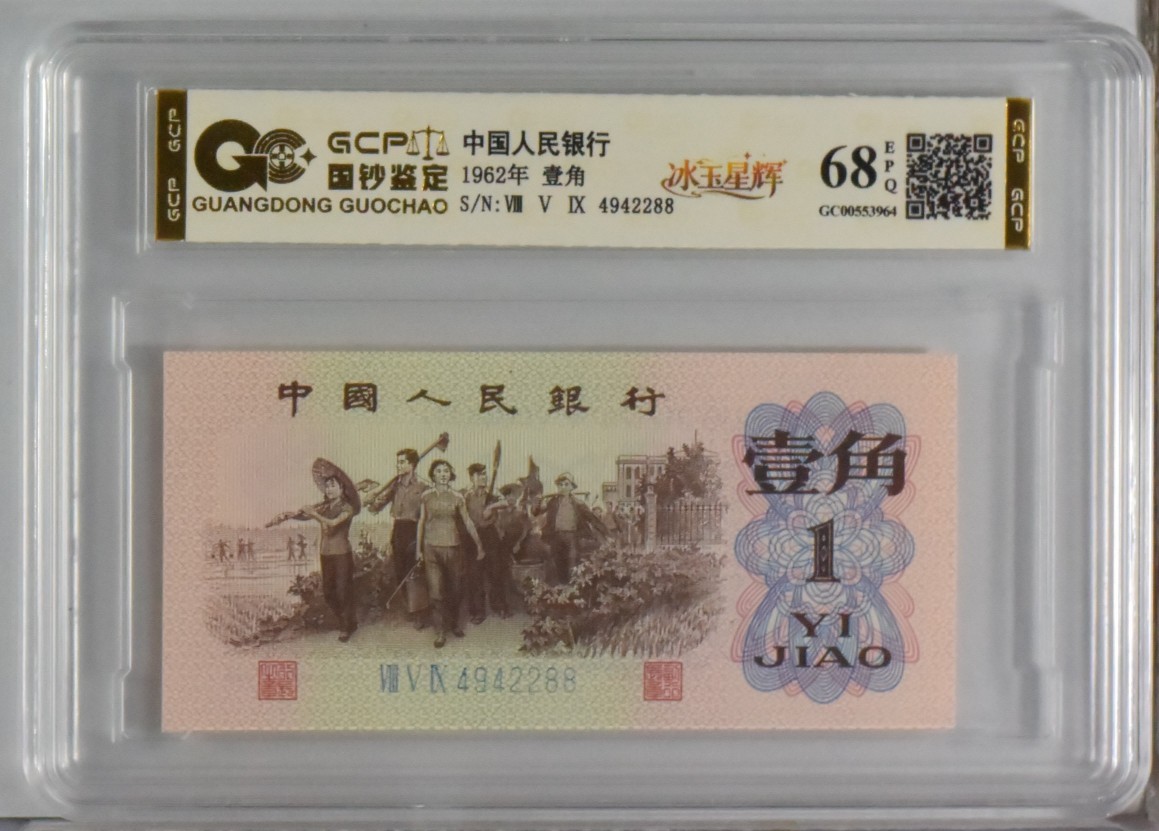 GCP GCP
GCP
国钞鉴定
GUANGDONG GUOCHAO
中国人民银行
1962年 壹角
S/N:Ⅷ Ⅴ Ⅸ 4942288
冰玉星辉
68
EPQ
GC00553964
GCP GCP
中國人民銀行
壹角
1
YI
JIAO
Ⅷ Ⅴ Ⅸ 4942288